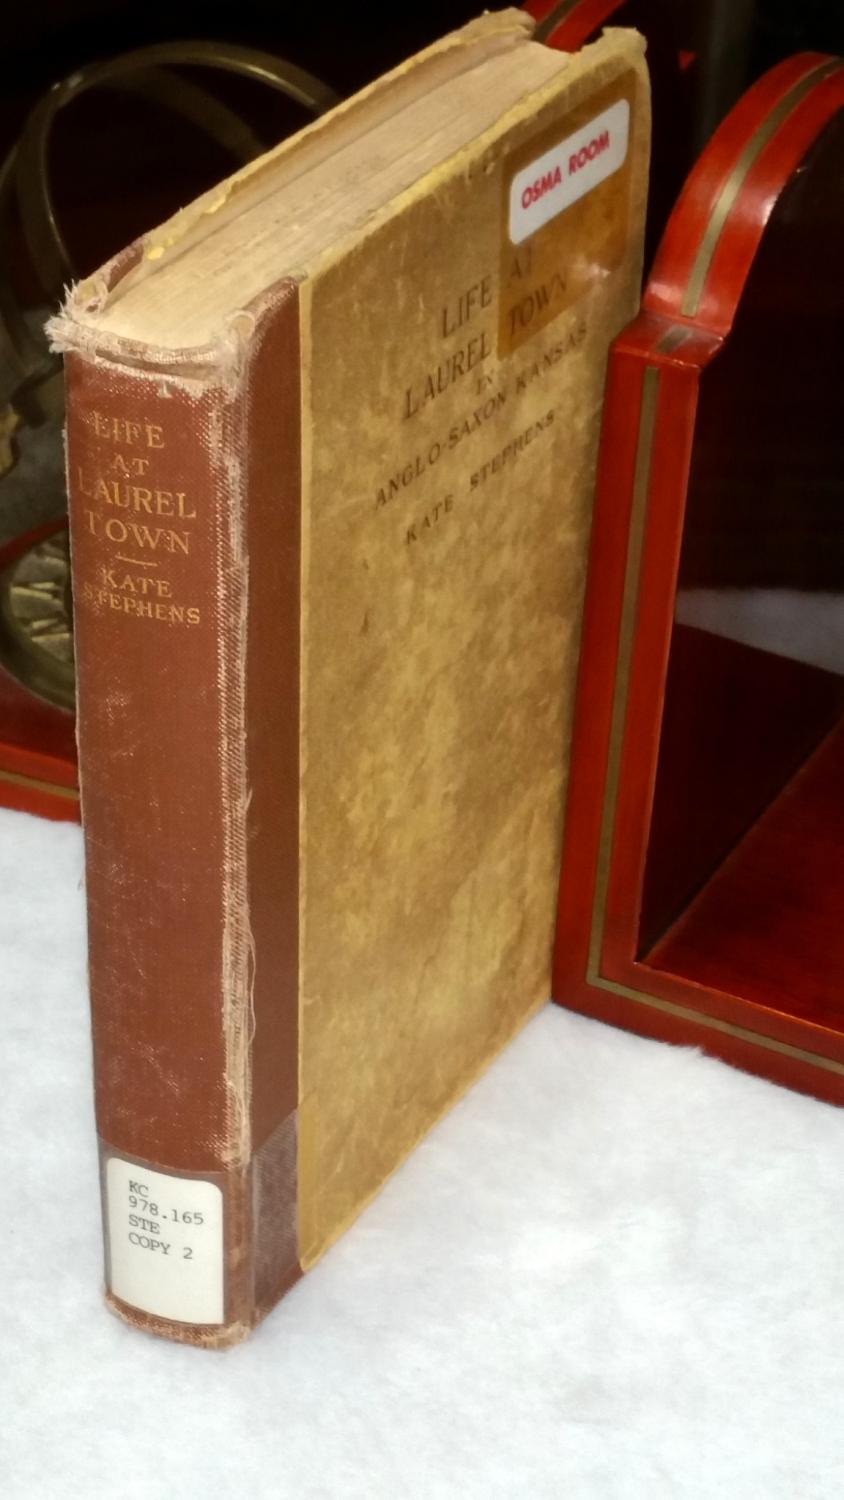 LIFE
AT
LAUREL
TOWN
KATE
STEPHENS
KC
978.165
STE
COPY 2
OSMA ROOM
LIFE AT
LAUREL TOWN
IN
ANGLO-SAXON KANSAS
KATE STEPHENS